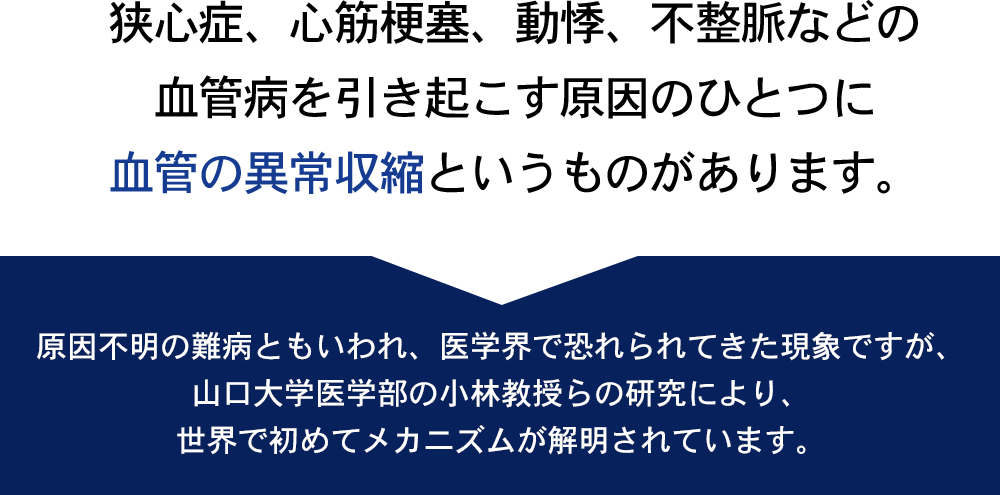 狭心症、心筋梗塞、動悸、不整脈などの
血管病を引き起こす原因のひとつに
血管の異常収縮というものがあります。
原因不明の難病ともいわれ、医学界で恐れられてきた現象ですが、
山口大学医学部の小林教授らの研究により、
世界で初めてメカニズムが解明されています。